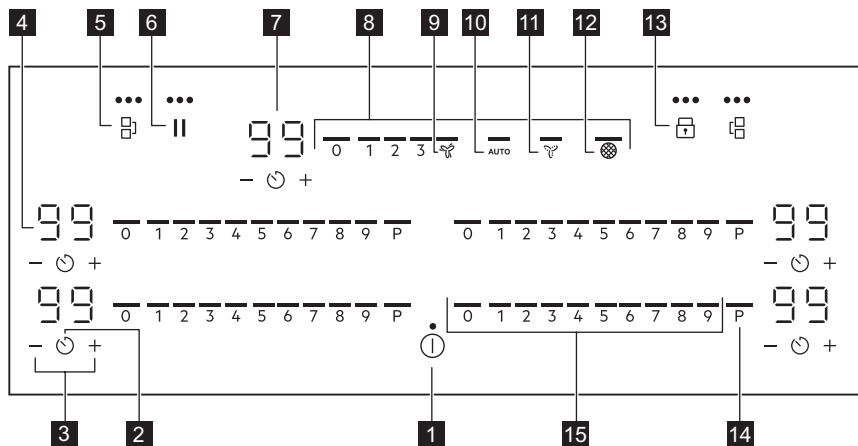 4 5 6 7 8 9 10 11 12 13
99 0 1 2 3 AUTO
− +
99 0 1 2 3 4 5 6 7 8 9 P 0 1 2 3 4 5 6 7 8 9 P 99
− + − +
99 0 1 2 3 4 5 6 7 8 9 P 0 1 2 3 4 5 6 7 8 9 P 99
− + − +
3 2 1 15 14